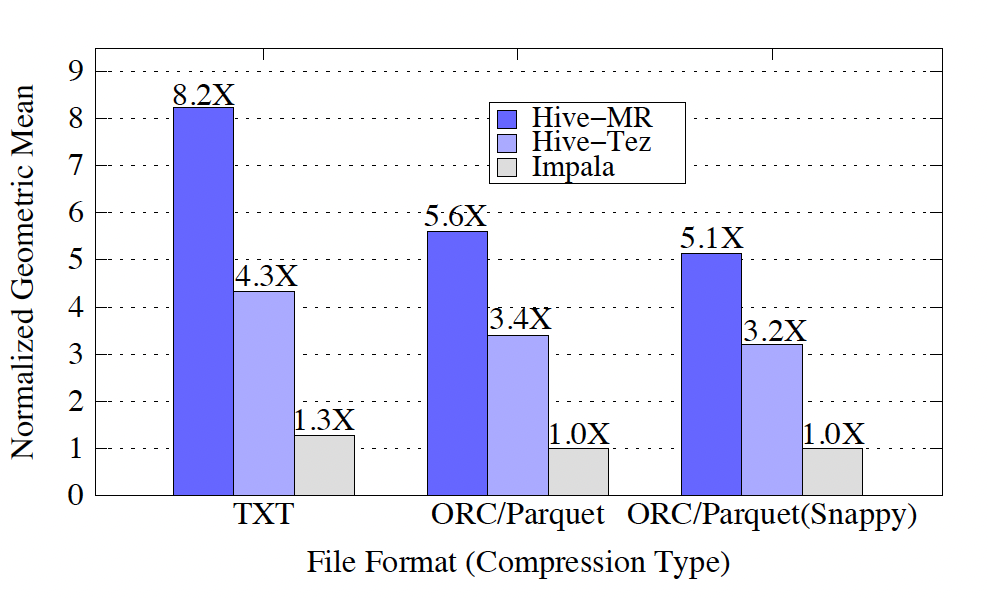 Normalized Geometric Mean
9
8
7
6
5
4
3
2
1
0
8.2X
4.3X
1.3X
5.6X
3.4X
1.0X
5.1X
3.2X
1.0X
Hive−MR
Hive−Tez
Impala
TXT
ORC/Parquet
ORC/Parquet(Snappy)
File Format (Compression Type)